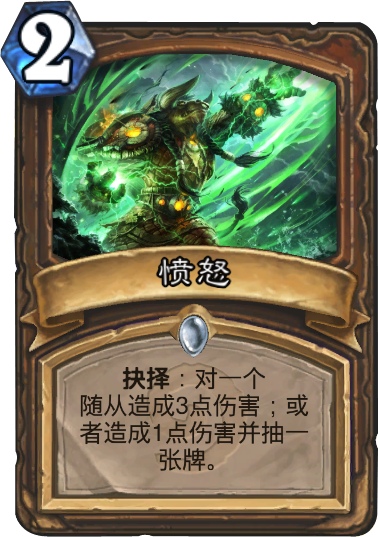 2
愤怒
抉择：对一个
随从造成3点伤害；或
者造成1点伤害并抽一
张牌。